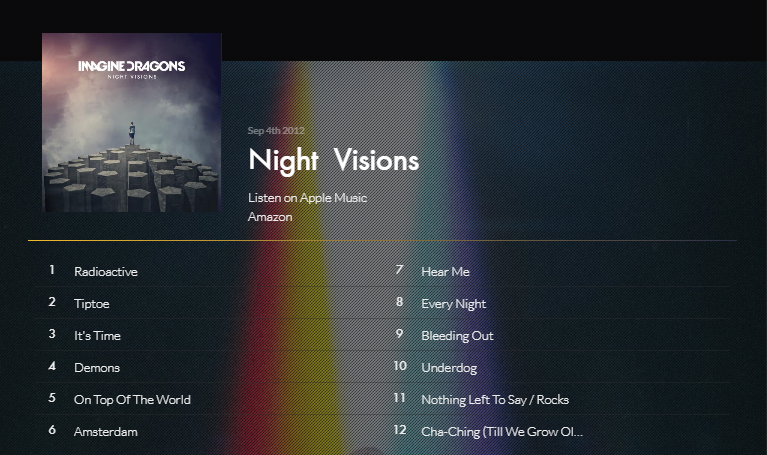 IMAGINE DRAGONS
NIGHT VISIONS
Sep 4th 2012
Night Visions
Listen on Apple Music
Amazon
1 Radioactive
2 Tiptoe
3 It's Time
4 Demons
5 On Top Of The World
6 Amsterdam
7 Hear Me
8 Every Night
9 Bleeding Out
10 Underdog
11 Nothing Left To Say / Rocks
12 Cha-Ching (Till We Grow Ol...